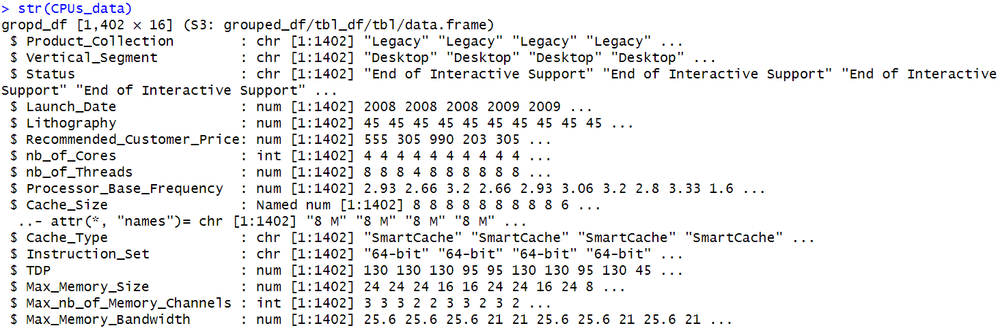 > str(CPUs_data)
gropd_df [1,402 × 16] (S3: grouped_df/tbl_df/tbl/data.frame)
 $ Product_Collection        : chr [1:1402] "Legacy" "Legacy" "Legacy" "Legacy" ...
 $ Vertical_Segment          : chr [1:1402] "Desktop" "Desktop" "Desktop" "Desktop" ...
 $ Status                    : chr [1:1402] "End of Interactive Support" "End of Interactive Support" "End of Interactive
Support" "End of Interactive Support" ...
 $ Launch_Date               : num [1:1402] 2008 2008 2008 2009 2009 ...
 $ Lithography               : num [1:1402] 45 45 45 45 45 45 45 45 45 45 ...
 $ Recommended_Customer_Price: num [1:1402] 555 305 990 203 305 ...
 $ nb_of_Cores               : int [1:1402] 4 4 4 4 4 4 4 4 4 4 ...
 $ nb_of_Threads             : num [1:1402] 8 8 8 4 8 8 8 8 8 8 ...
 $ Processor_Base_Frequency  : num [1:1402] 2.93 2.66 3.2 2.66 2.93 3.06 3.2 2.8 3.33 1.6 ...
 $ Cache_Size                : Named num [1:1402] 8 8 8 8 8 8 8 8 8 6 ...
  ..- attr(*, "names")= chr [1:1402] "8 M" "8 M" "8 M" "8 M" ...
 $ Cache_Type                : chr [1:1402] "SmartCache" "SmartCache" "SmartCache" "SmartCache" ...
 $ Instruction_Set           : chr [1:1402] "64-bit" "64-bit" "64-bit" "64-bit" ...
 $ TDP                       : num [1:1402] 130 130 130 95 95 130 130 95 130 45 ...
 $ Max_Memory_Size           : num [1:1402] 24 24 24 16 16 24 24 16 24 8 ...
 $ Max_nb_of_Memory_Channels : int [1:1402] 3 3 3 2 2 3 3 2 3 2 ...
 $ Max_Memory_Bandwidth      : num [1:1402] 25.6 25.6 25.6 21 21 25.6 25.6 21 25.6 21 ...